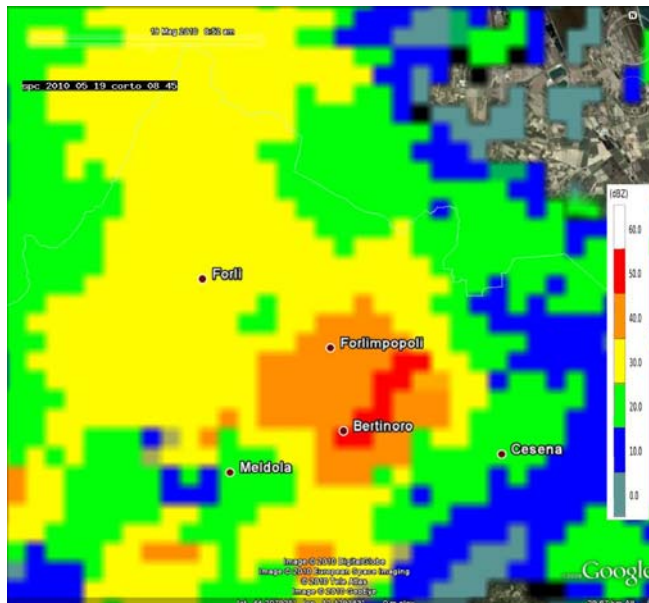 19 Mag 2010 8:52 am
spc 2010 05 19 corto 08 45
(dBZ)
60.0
50.0
40.0
30.0
20.0
10.0
0.0
Forlì
Forlimpopoli
Bertinoro
Cesena
Meldola
Image © 2010 DigitalGlobe
Image © 2010 European Space Imaging
© 2010 Tele Atlas
Image © 2010 GeoEye
Google